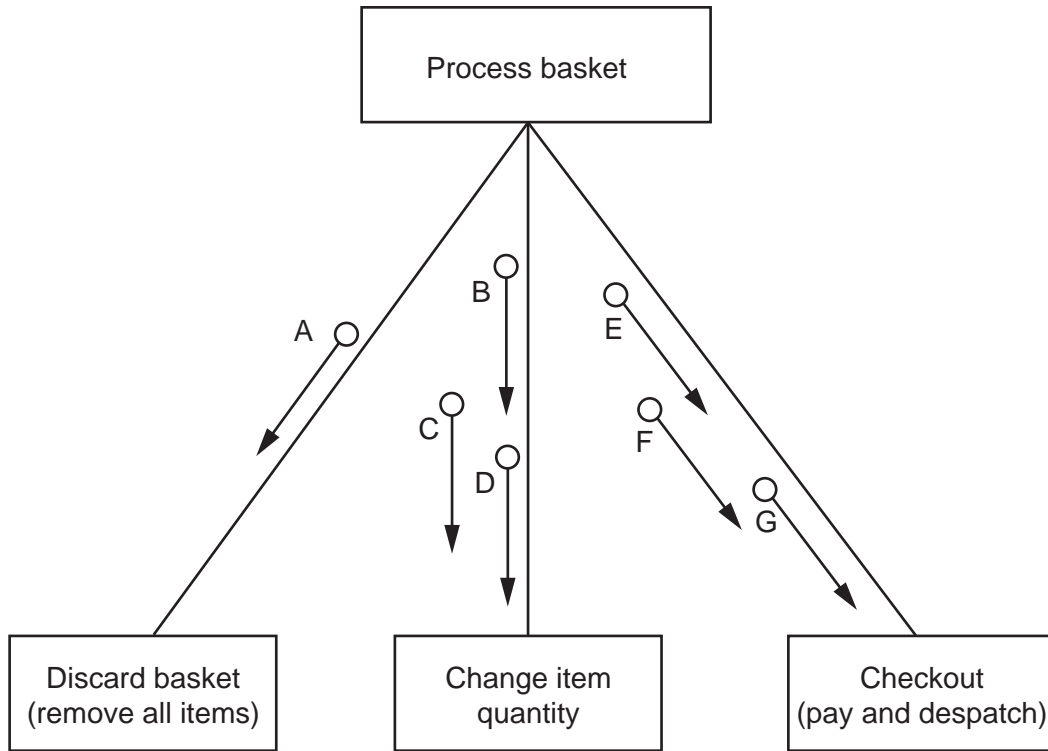 Process basket
A
B
E
C
F
D
G
Discard basket
(remove all items)
Change item
quantity
Checkout
(pay and despatch)